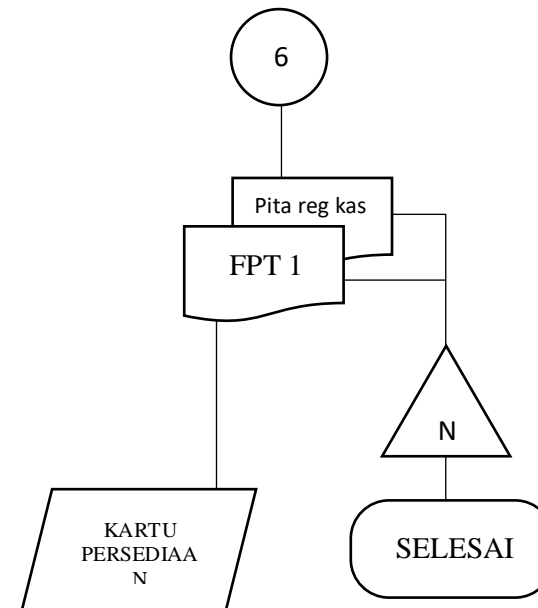 6
Pita reg kas
FPT 1
N
KARTU
PERSEDIAA
N
SELESAI